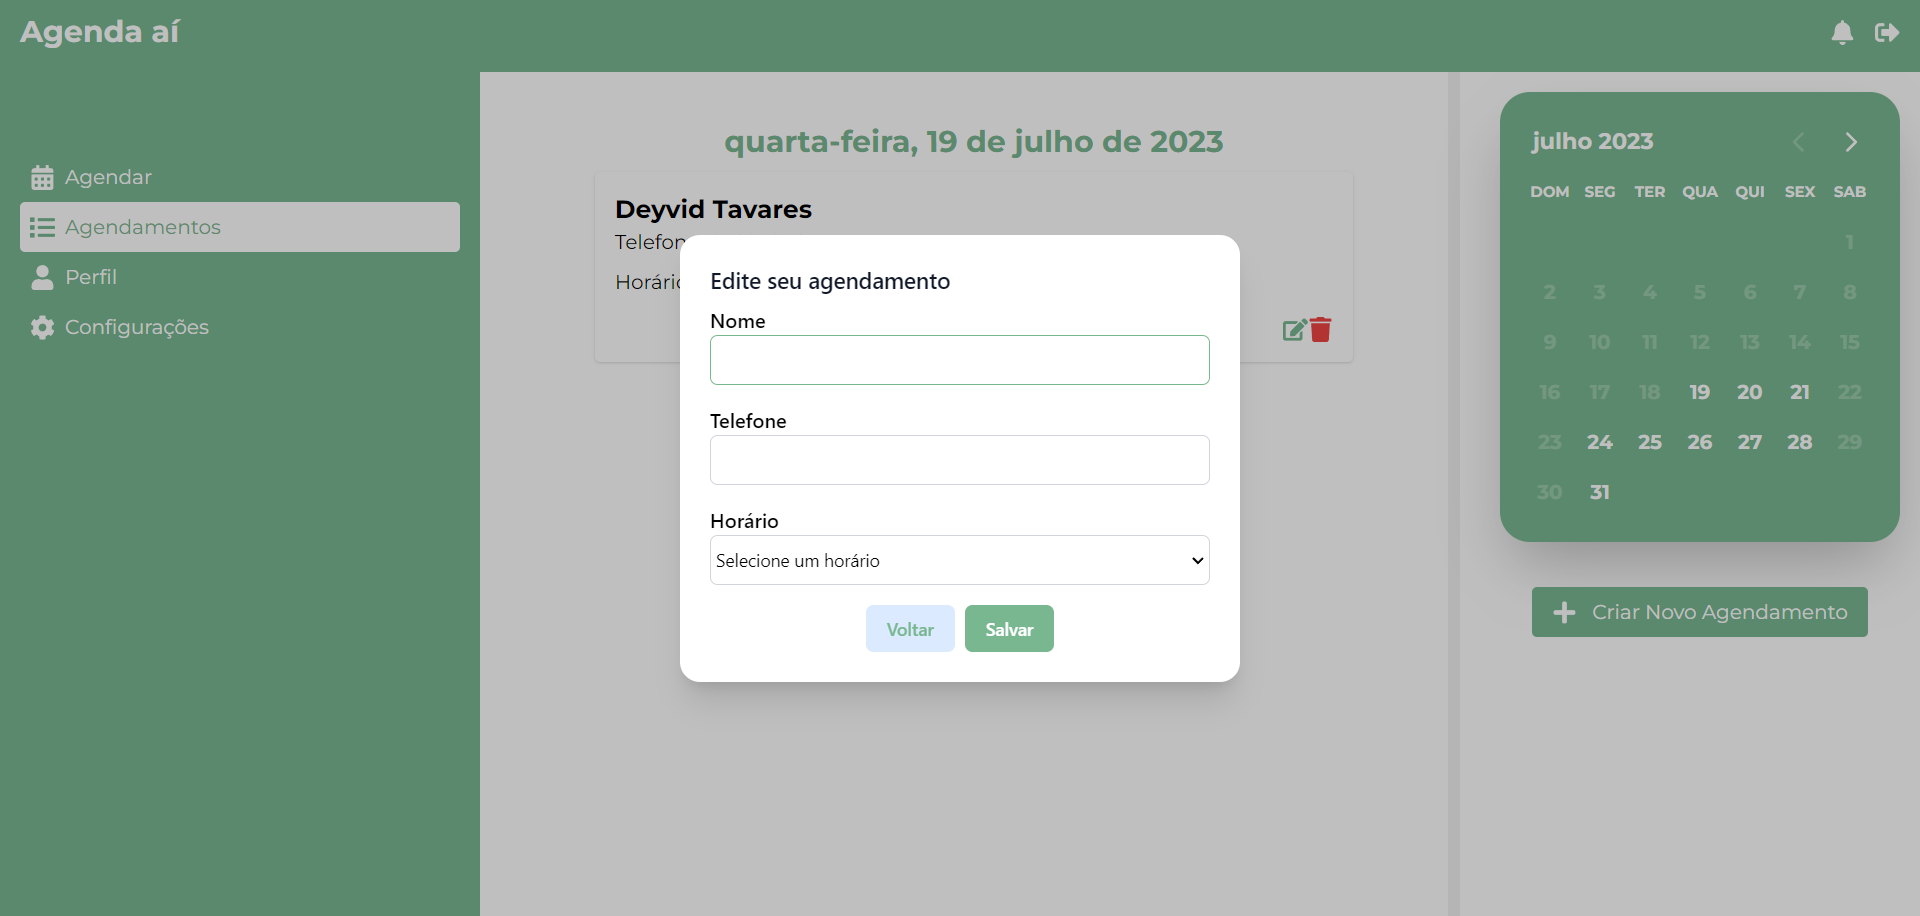 Agenda aí
Agendar
Agendamentos
Perfil
Configurações
quarta-feira, 19 de julho de 2023
Deyvid Tavares
Edite seu agendamento
Nome
Telefone
Horário
Selecione um horário
Voltar Salvar
julho 2023
DOM SEG TER QUA QUI SEX SAB
1
2 3 4 5 6 7 8
9 10 11 12 13 14 15
16 17 18 19 20 21 22
23 24 25 26 27 28 29
30 31
Criar Novo Agendamento